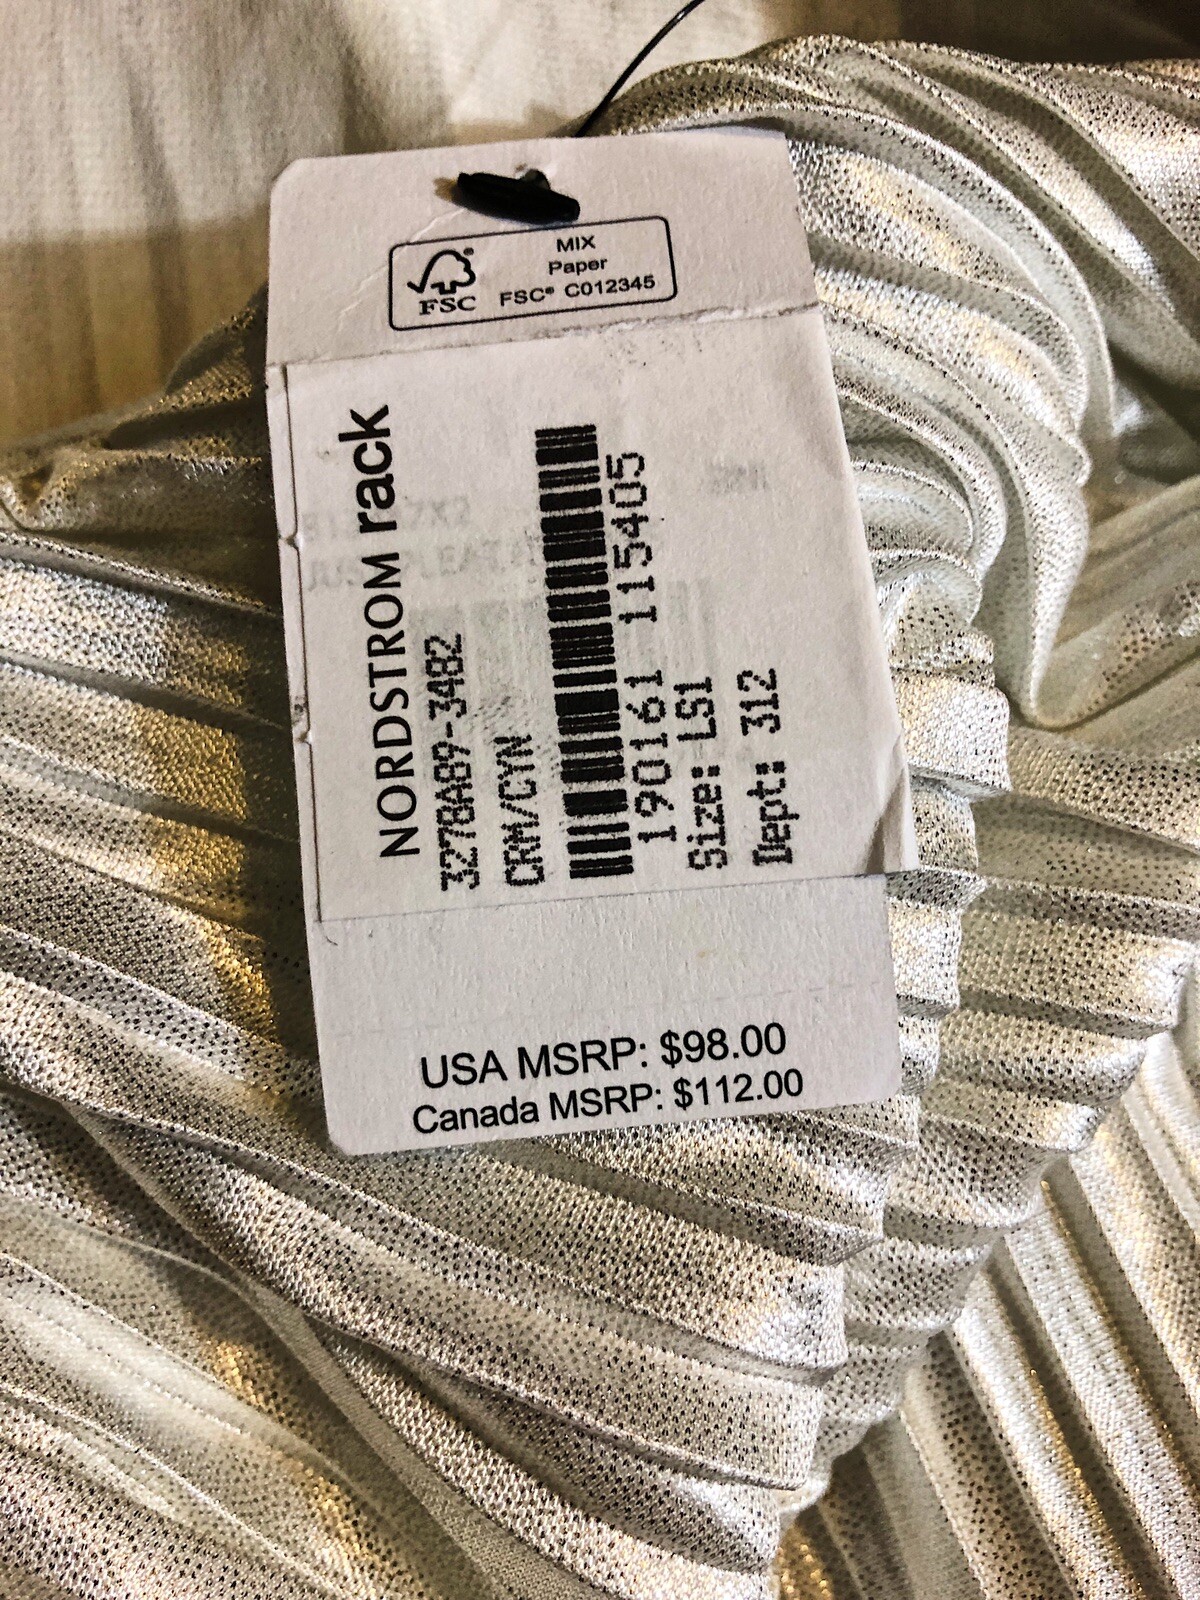 MIX
Paper
FSC® C012345
FSC
NORDSTROM rack
3278A89-3482
CRM/CYN
190161 115405
Size: LS1
Dept: 312
USA MSRP: $98.00
Canada MSRP: $112.00